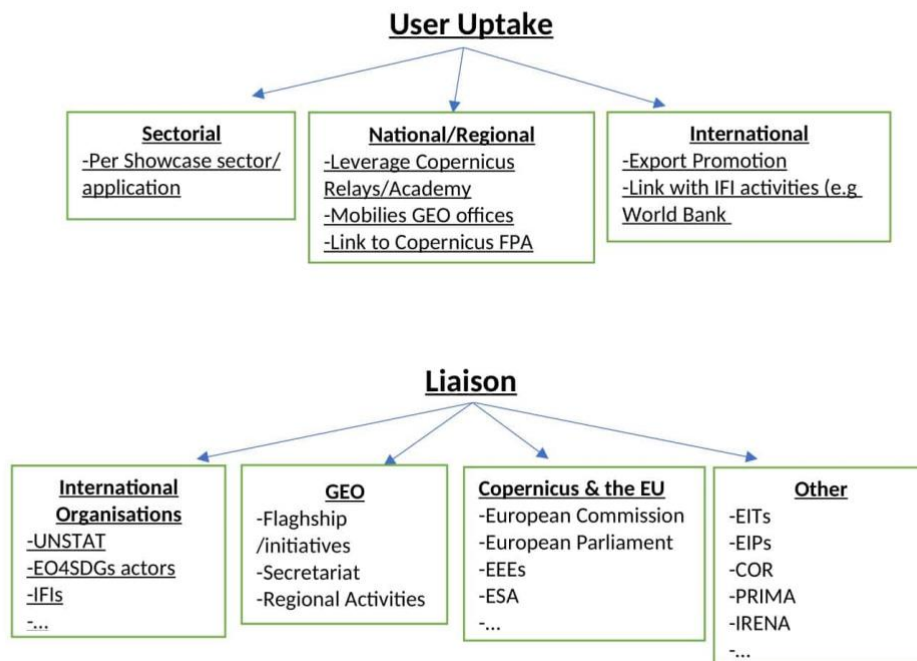 User Uptake
Sectorial
-Per Showcase sector/
application
National/Regional
-Leverage Copernicus
Relays/Academy
-Mobilies GEO offices
-Link to Copernicus FPA
International
-Export Promotion
-Link with IFI activities (e.g
World Bank
Liaison
International
Organisations
-UNSTAT
-EO4SDGs actors
-IFIs
-...
GEO
-Flaghship
/initiatives
-Secretariat
-Regional Activities
Copernicus & the EU
-European Commission
-European Parliament
-EEEs
-ESA
-...
Other
-EITs
-EIPs
-COR
-PRIMA
-IRENA
-...